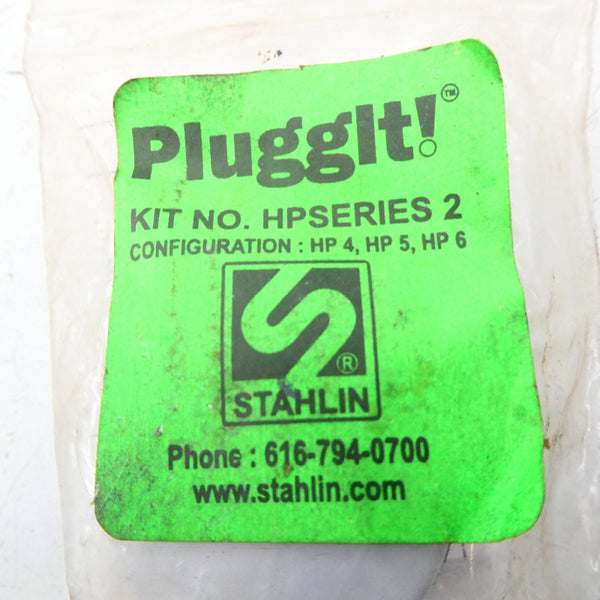 PluggIt!™
KIT NO. HPSERIES 2
CONFIGURATION : HP 4, HP 5, HP 6
®
STAHLIN
Phone : 616-794-0700
www.stahlin.com